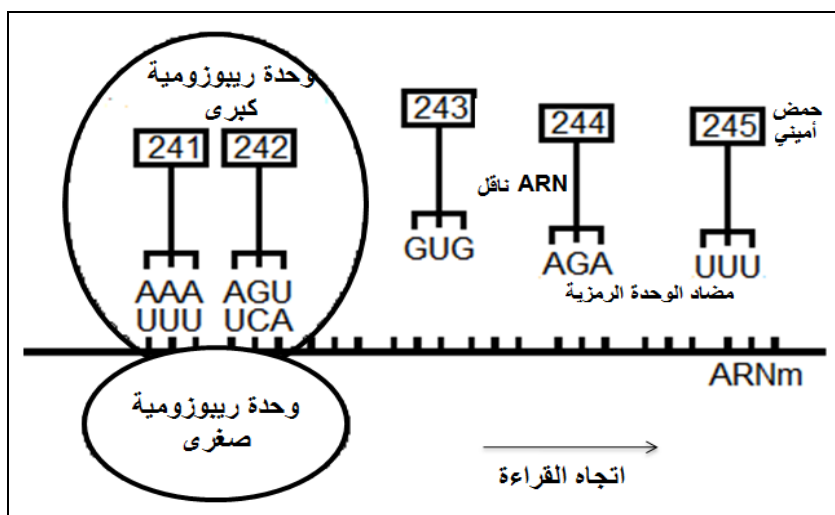 وحدة ريبوزومية
كبرى
241
242
243
244
245
حمض
أميني
ARN ناقل
GUG
AGA
UUU
AAA
AGU
مضاد الوحدة الرمزية
UUU
UCA
ARNm
وحدة ريبوزومية
صغرى
اتجاه القراءة